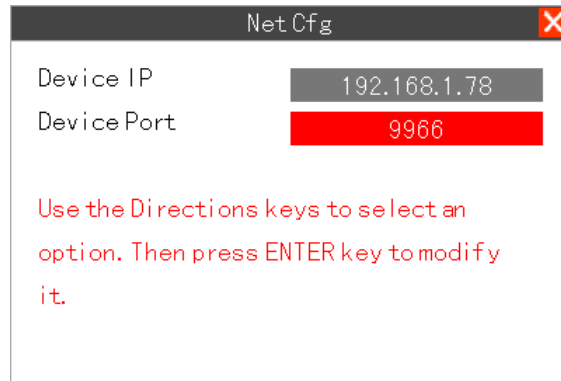 Net Cfg
Device IP 192.168.1.78
Device Port 9966
Use the Directions keys to select an
option. Then press ENTER key to modify
it.